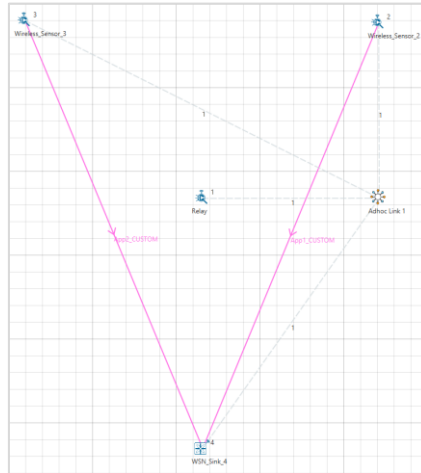 3
Wireless_Sensor_3
2
Wireless_Sensor_2
1
1
1
Relay
1
Adhoc Link 1
App2_CUSTOM
App1_CUSTOM
1
4
WSN_Sink_4